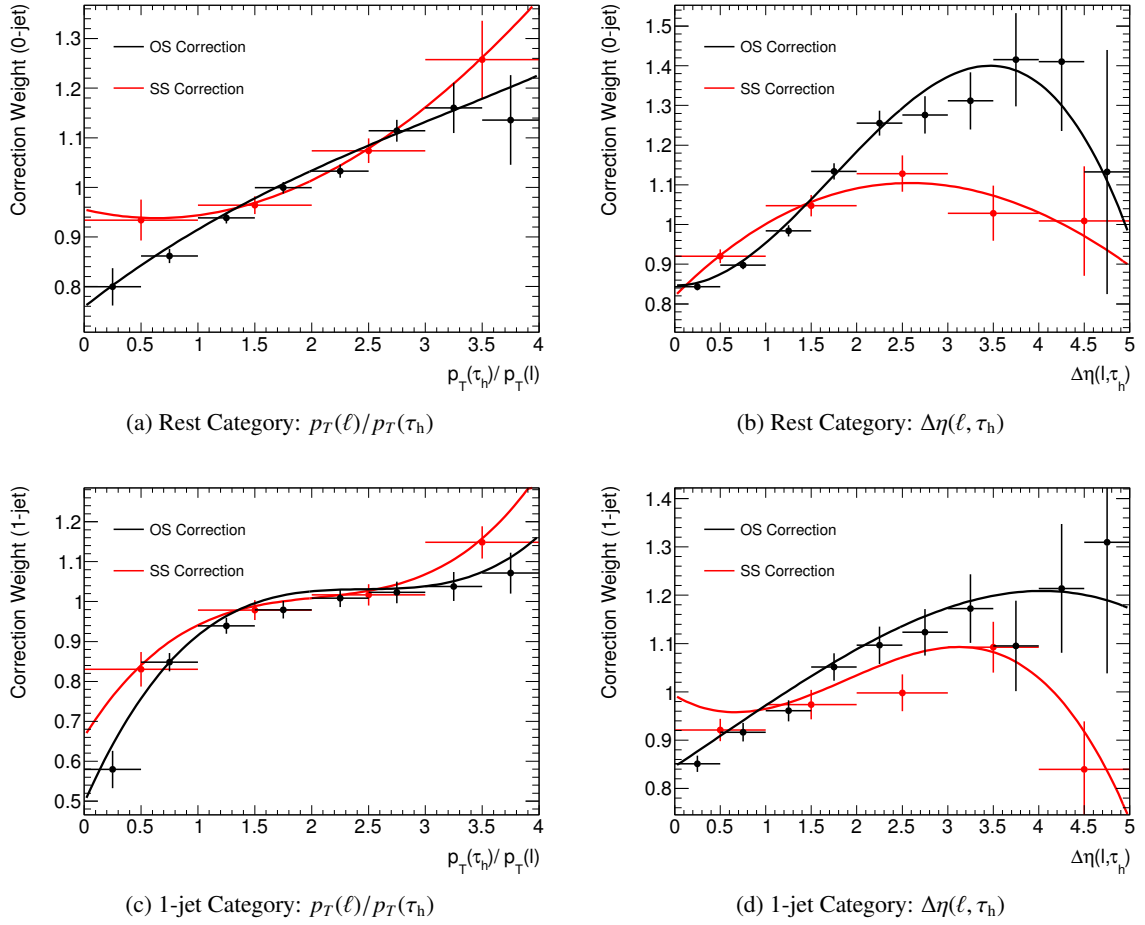 Correction Weight (0-jet)
1.3
1.2
1.1
1
0.9
0.8
OS Correction
SS Correction
0 0.5 1 1.5 2 2.5 3 3.5 4
p_T(τ_h)/ p_T(l)
(a) Rest Category: p_T(ℓ)/p_T(τ_h)
Correction Weight (0-jet)
1.5
1.4
1.3
1.2
1.1
1
0.9
0.8
OS Correction
SS Correction
0 0.5 1 1.5 2 2.5 3 3.5 4 4.5 5
Δη(l,τ_h)
(b) Rest Category: Δη(ℓ, τ_h)
Correction Weight (1-jet)
1.2
1.1
1
0.9
0.8
0.7
0.6
0.5
OS Correction
SS Correction
0 0.5 1 1.5 2 2.5 3 3.5 4
p_T(τ_h)/ p_T(l)
(c) 1-jet Category: p_T(ℓ)/p_T(τ_h)
Correction Weight (1-jet)
1.4
1.3
1.2
1.1
1
0.9
0.8
OS Correction
SS Correction
0 0.5 1 1.5 2 2.5 3 3.5 4 4.5 5
Δη(l,τ_h)
(d) 1-jet Category: Δη(ℓ, τ_h)